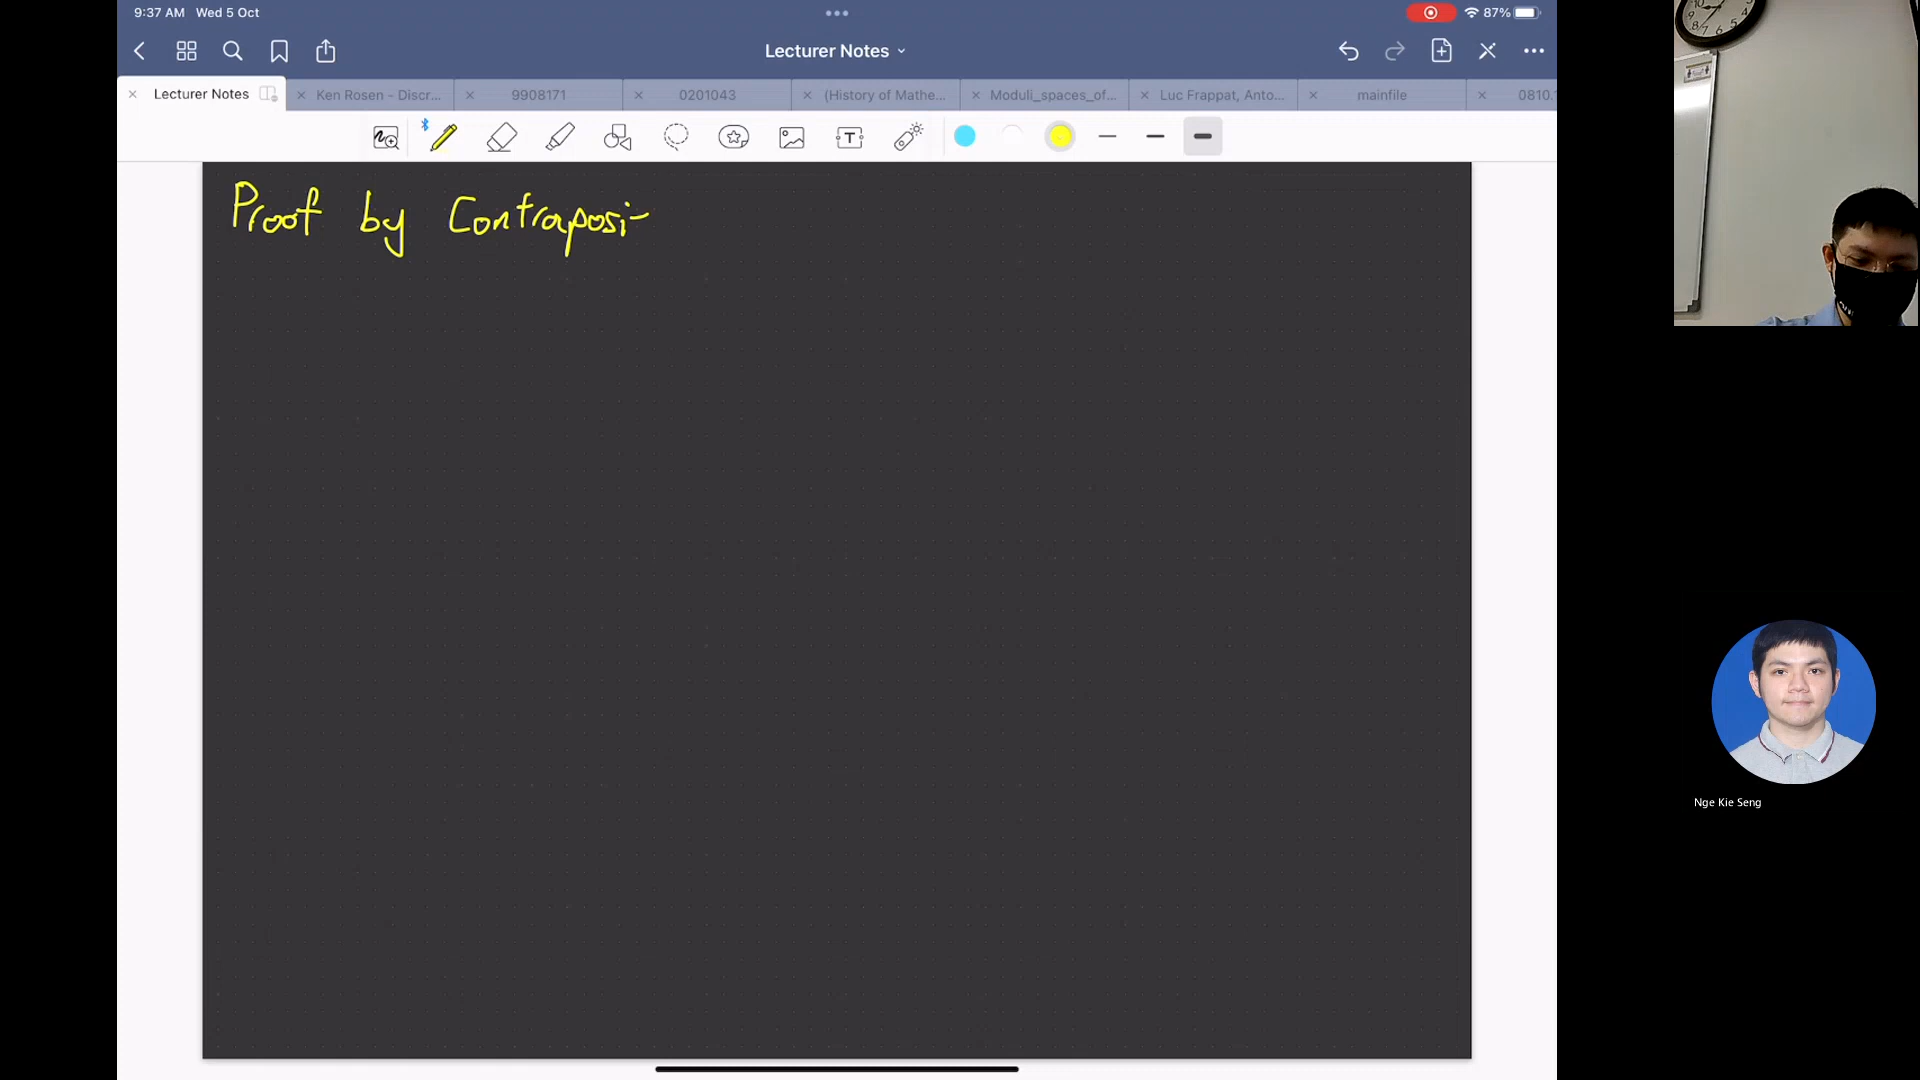 9:37 AM Wed 5 Oct
87%
Lecturer Notes
Lecturer Notes
Ken Rosen - Discr...
9908171
0201043
(History of Mathe...
Moduli_spaces_of...
Luc Frappat, Anto...
mainfile
0810.
Proof by Contraposi-
Nge Kie Seng